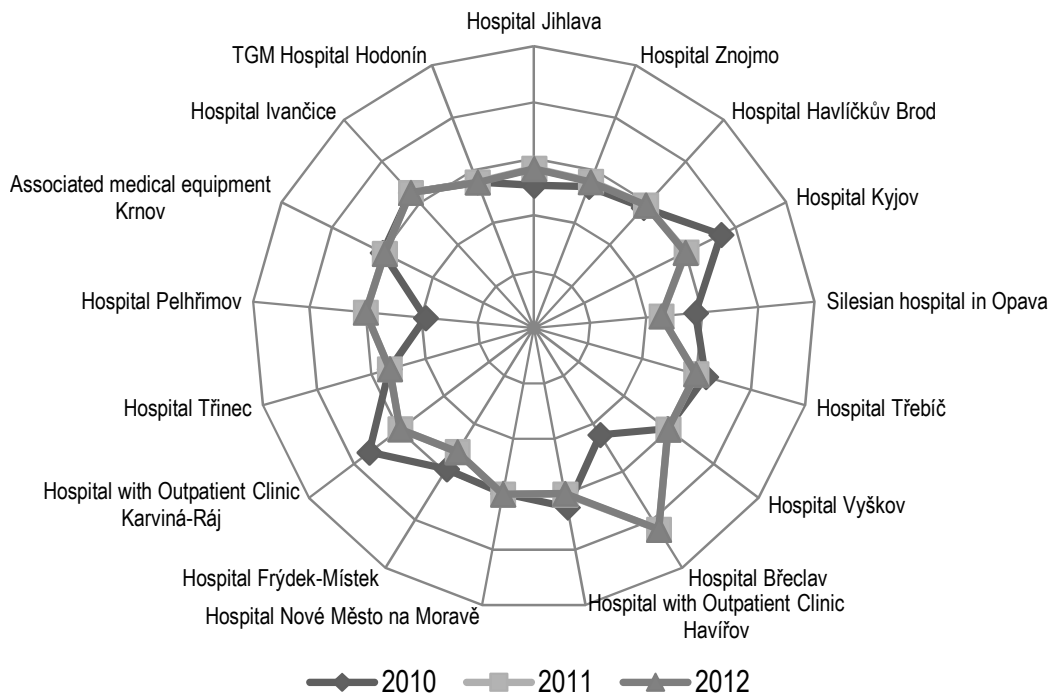 Hospital Jihlava
TGM Hospital Hodonín
Hospital Znojmo
Hospital Ivančice
Hospital Havlíčkův Brod
Associated medical equipment
Krnov
Hospital Kyjov
Hospital Pelhřimov
Silesian hospital in Opava
Hospital Třinec
Hospital Třebíč
Hospital with Outpatient Clinic
Karviná-Ráj
Hospital Vyškov
Hospital Frýdek-Místek
Hospital Břeclav
Hospital Nové Město na Moravě
Hospital with Outpatient Clinic
Havířov
2010 2011 2012